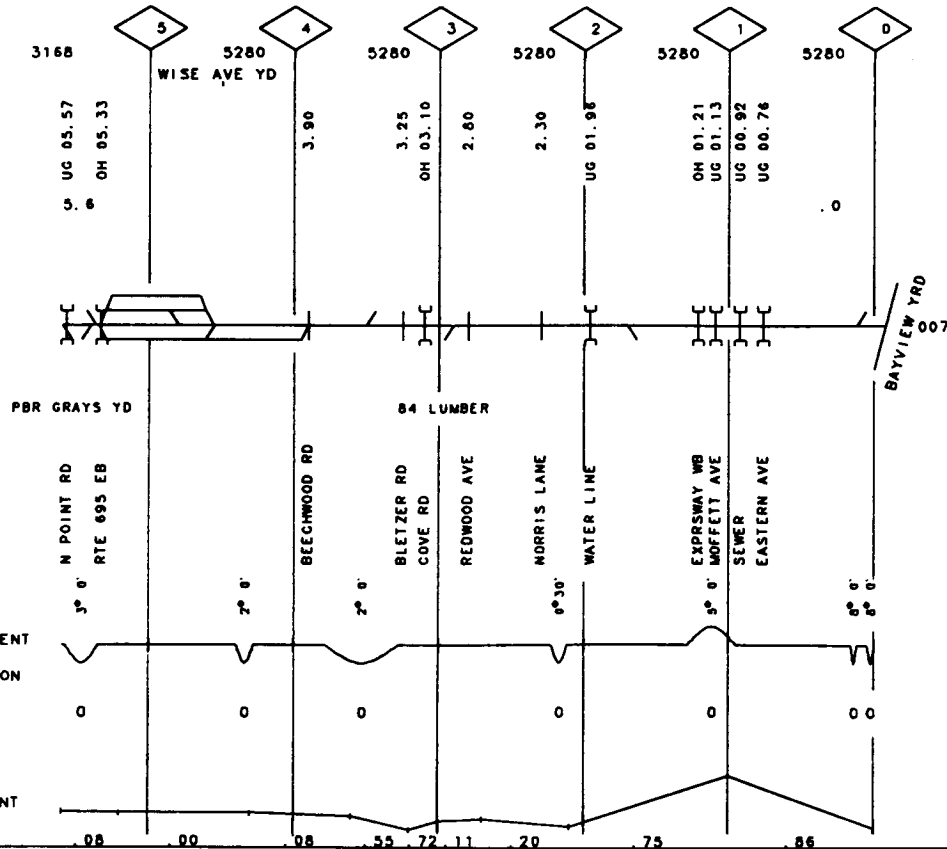 5 4 3 2 1 0
3168 5280 5280 5280 5280 5280
WISE AVE YD
UG 05.57
OH 05.33
3.90
3.25
OH 03.10
2.80
2.30
UG 01.96
OH 01.21
UG 01.13
UG 00.92
UG 00.76
5.6 .0
BAYVIEW YRD
007
PBR GRAYS YD 84 LUMBER
N POINT RD
RTE 695 EB
BEECHWOOD RD
BLETZER RD
COVE RD
REDWOOD AVE
NORRIS LANE
WATER LINE
EXPRSWAY WB
MOFFETT AVE
SEWER
EASTERN AVE
3° 0' 2° 0' 2° 0' 0°30' 5° 0' 8° 0' 8° 0'
ENT
ON
0 0 0 0 0 0 0
NT
.08 .00 .08 .55 .72 .11 .20 .75 .86